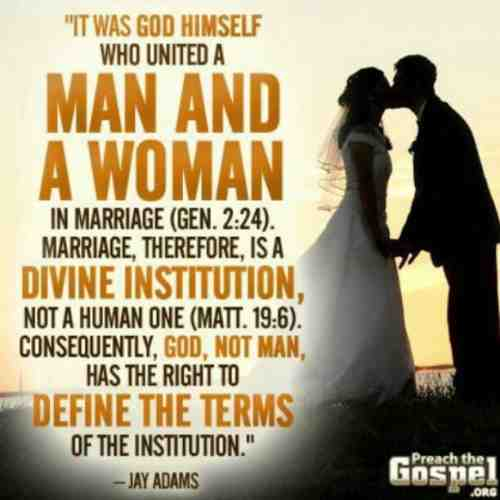 "IT WAS GOD HIMSELF
WHO UNITED A
MAN AND
A WOMAN
IN MARRIAGE (GEN. 2:24).
MARRIAGE, THEREFORE, IS A
DIVINE INSTITUTION,
NOT A HUMAN ONE (MATT. 19:6).
CONSEQUENTLY, GOD, NOT MAN,
HAS THE RIGHT TO
DEFINE THE TERMS
OF THE INSTITUTION."
– JAY ADAMS
Preach the
Gospel
.ORG